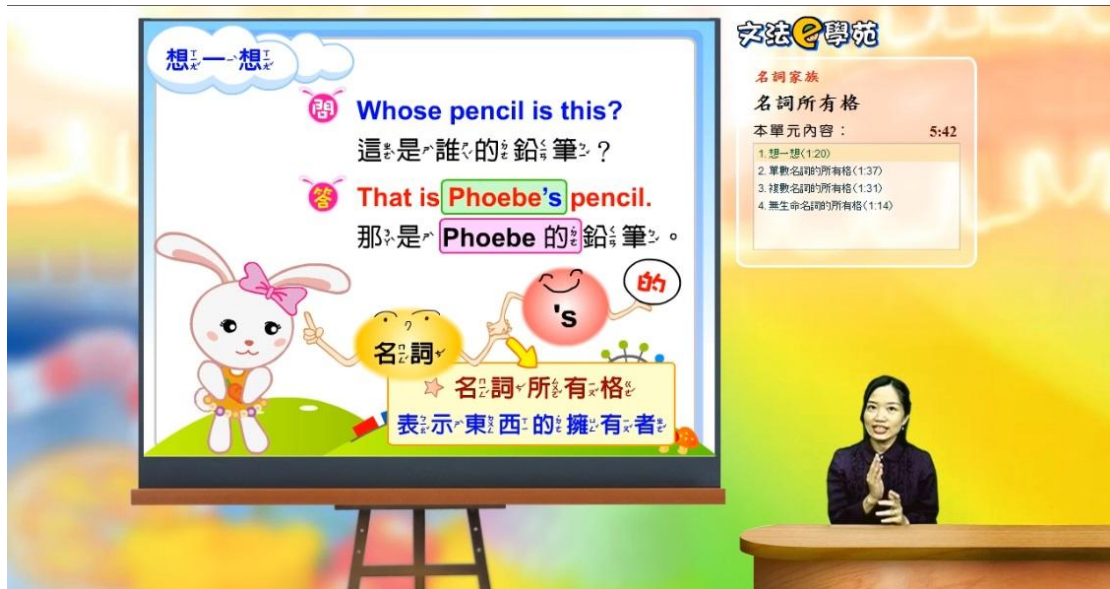 想一想
問 Whose pencil is this?
這是誰的鉛筆？
答 That is Phoebe's pencil.
那是 Phoebe 的鉛筆。
的
's
名詞
☆ 名詞所有格
表示東西的擁有者
文法e學苑
名詞家族
名詞所有格
本單元內容： 5:42
1. 想一想(1:20)
2. 單數名詞的所有格(1:37)
3. 複數名詞的所有格(1:31)
4. 無生命名詞的所有格(1:14)